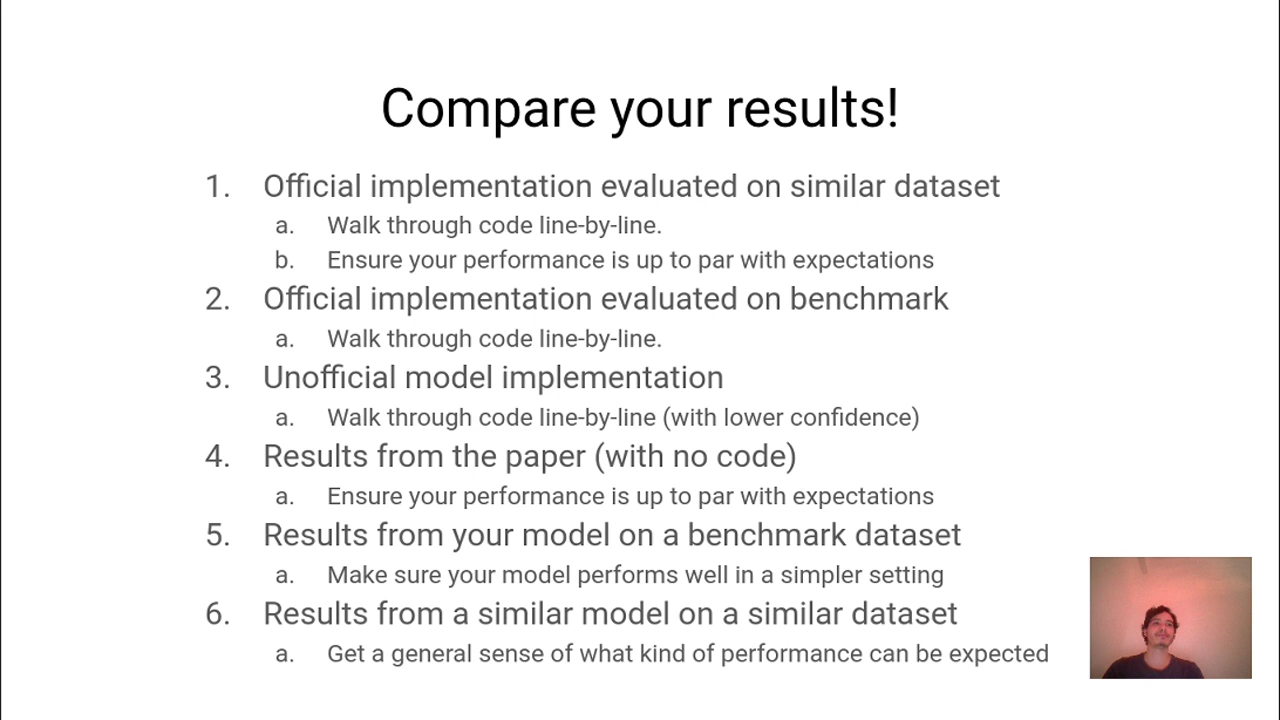 Compare your results!
1. Official implementation evaluated on similar dataset
a. Walk through code line-by-line.
b. Ensure your performance is up to par with expectations
2. Official implementation evaluated on benchmark
a. Walk through code line-by-line.
3. Unofficial model implementation
a. Walk through code line-by-line (with lower confidence)
4. Results from the paper (with no code)
a. Ensure your performance is up to par with expectations
5. Results from your model on a benchmark dataset
a. Make sure your model performs well in a simpler setting
6. Results from a similar model on a similar dataset
a. Get a general sense of what kind of performance can be expected